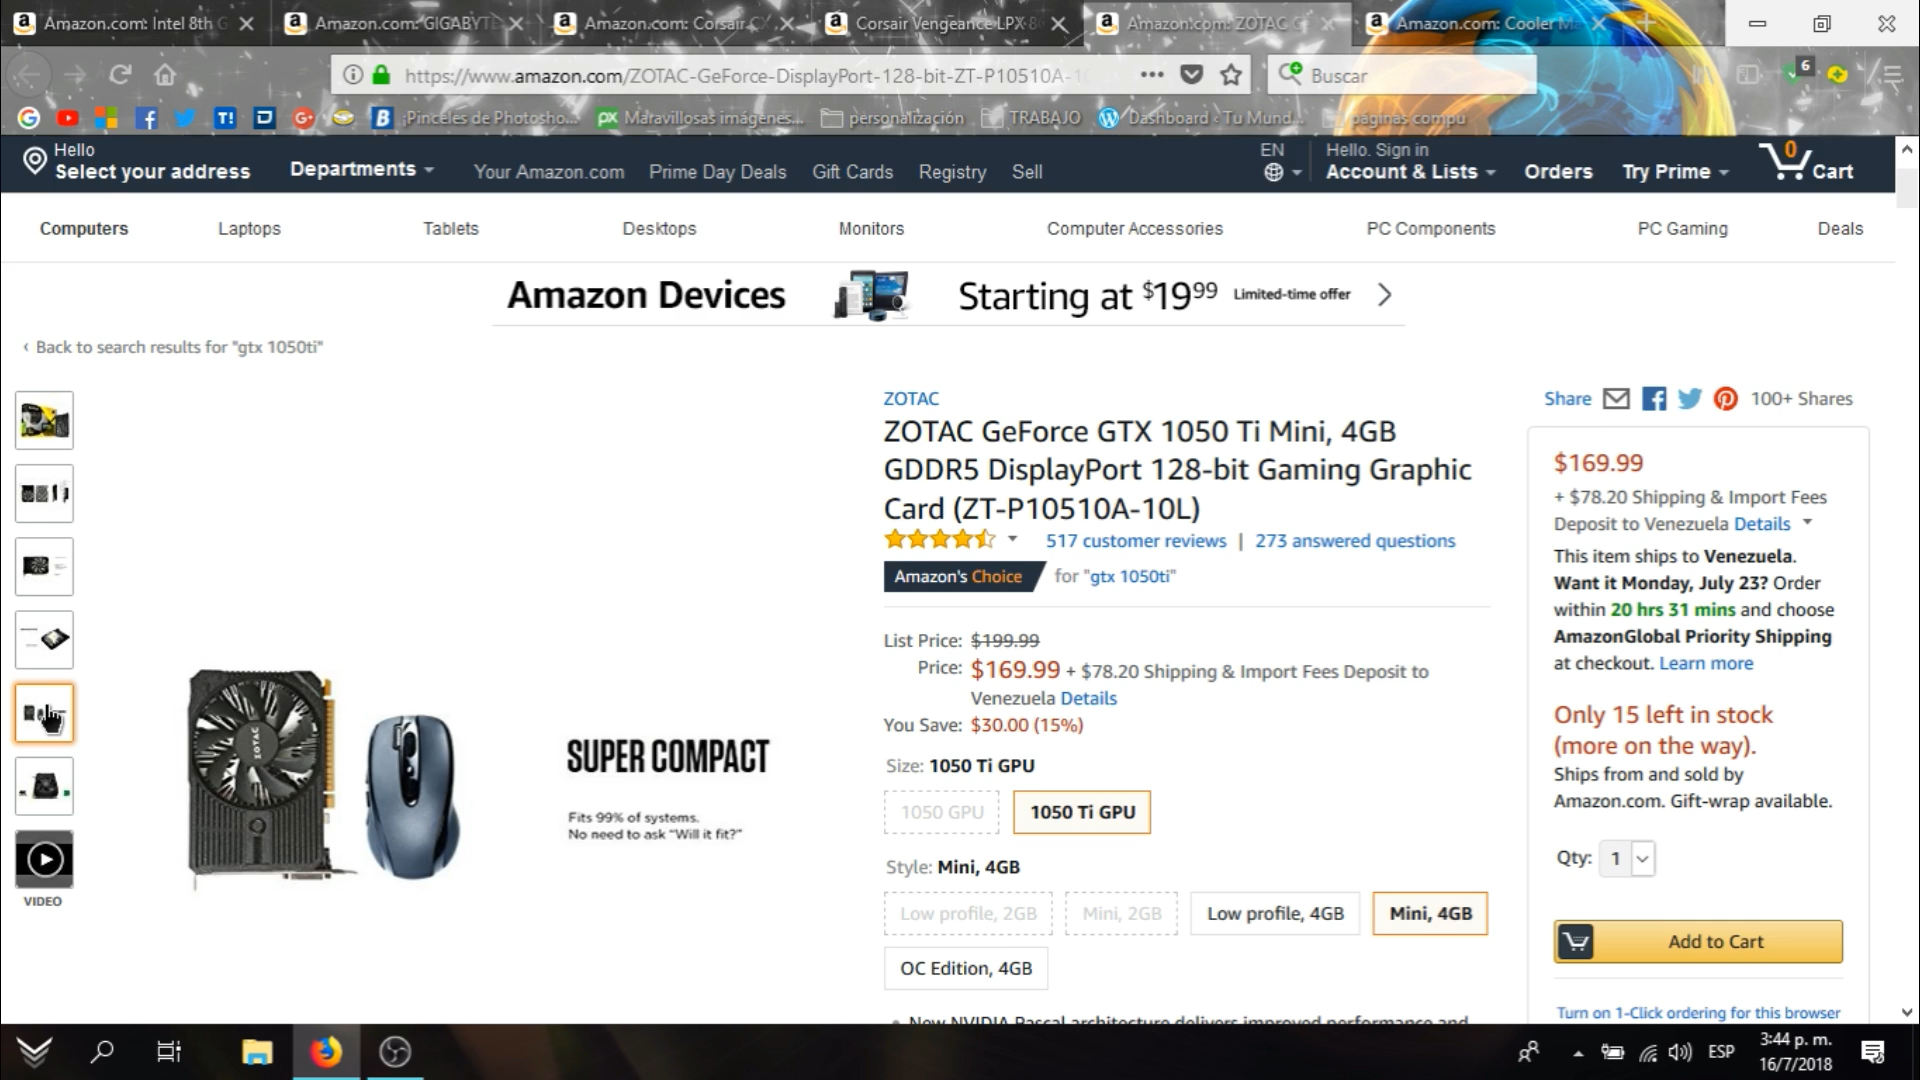 Amazon.com: Intel 8th G
Amazon.com: GIGABYTE
Amazon.com: Corsair CX
Corsair Vengeance LPX 8
Amazon.com: ZOTAC G
Amazon.com: Cooler Ma
https://www.amazon.com/ZOTAC-GeForce-DisplayPort-128-bit-ZT-P10510A-10
Buscar
6
¡Pinceles de Photosho...
Maravillosas imágenes...
personalización
TRABAJO
Dashboard ‹ Tu Mund...
paginas compu
Hello
Select your address
Departments
Your Amazon.com
Prime Day Deals
Gift Cards
Registry
Sell
EN
Hello. Sign in
Account & Lists
Orders
Try Prime
0
Cart
Computers
Laptops
Tablets
Desktops
Monitors
Computer Accessories
PC Components
PC Gaming
Deals
Amazon Devices
Starting at $19⁹⁹ Limited-time offer
‹ Back to search results for "gtx 1050ti"
ZOTAC
ZOTAC GeForce GTX 1050 Ti Mini, 4GB
GDDR5 DisplayPort 128-bit Gaming Graphic
Card (ZT-P10510A-10L)
517 customer reviews | 273 answered questions
Amazon's Choice for "gtx 1050ti"
List Price: $199.99
Price: $169.99 + $78.20 Shipping & Import Fees Deposit to
Venezuela Details
You Save: $30.00 (15%)
Size: 1050 Ti GPU
1050 GPU
1050 Ti GPU
Style: Mini, 4GB
Low profile, 2GB
Mini, 2GB
Low profile, 4GB
Mini, 4GB
OC Edition, 4GB
New NVIDIA Pascal architecture delivers improved performance and
ZOTAC
SUPER COMPACT
Fits 99% of systems.
No need to ask "Will it fit?"
VIDEO
Share
100+ Shares
$169.99
+ $78.20 Shipping & Import Fees
Deposit to Venezuela Details
This item ships to Venezuela.
Want it Monday, July 23? Order
within 20 hrs 31 mins and choose
AmazonGlobal Priority Shipping
at checkout. Learn more
Only 15 left in stock
(more on the way).
Ships from and sold by
Amazon.com. Gift-wrap available.
Qty: 1
Add to Cart
Turn on 1-Click ordering for this browser
ESP
3:44 p. m.
16/7/2018